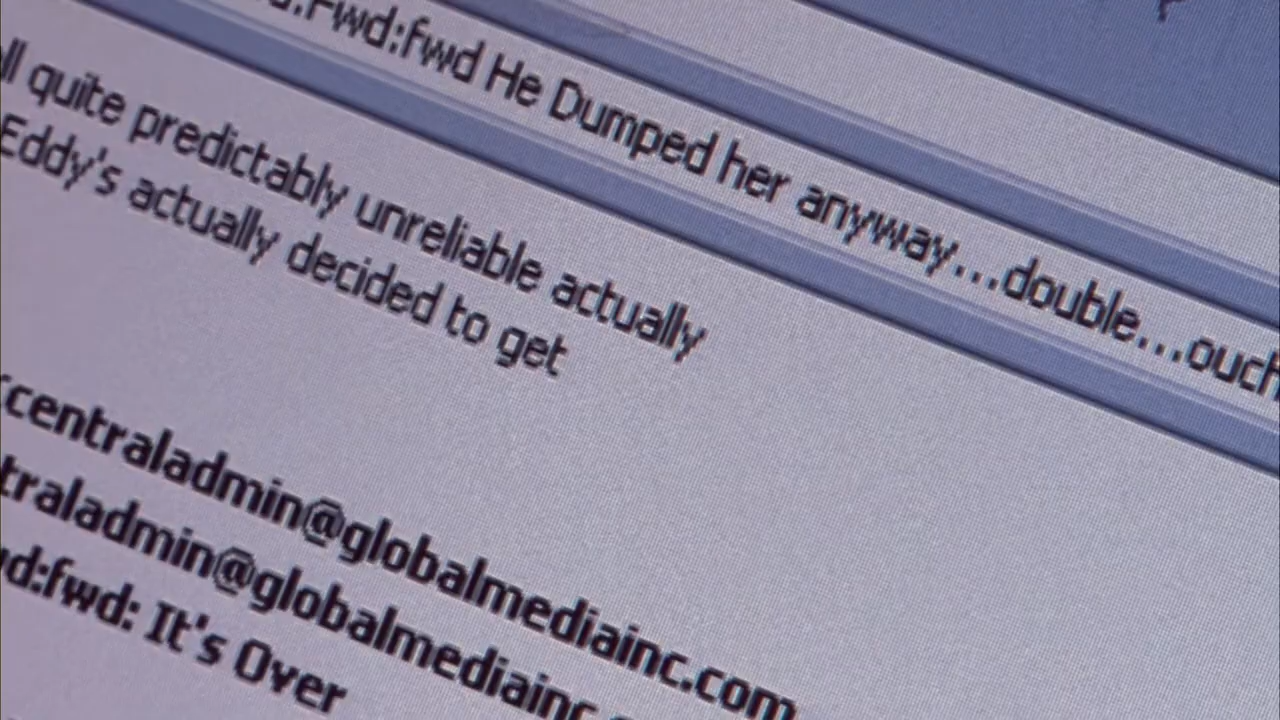 Fwd:fwd He Dumped her anyway...double...ouch
quite predictably unreliable actually
Eddy's actually decided to get
centraladmin@globalmediainc.com
traladmin@globalmediainc
d:fwd: It's Over